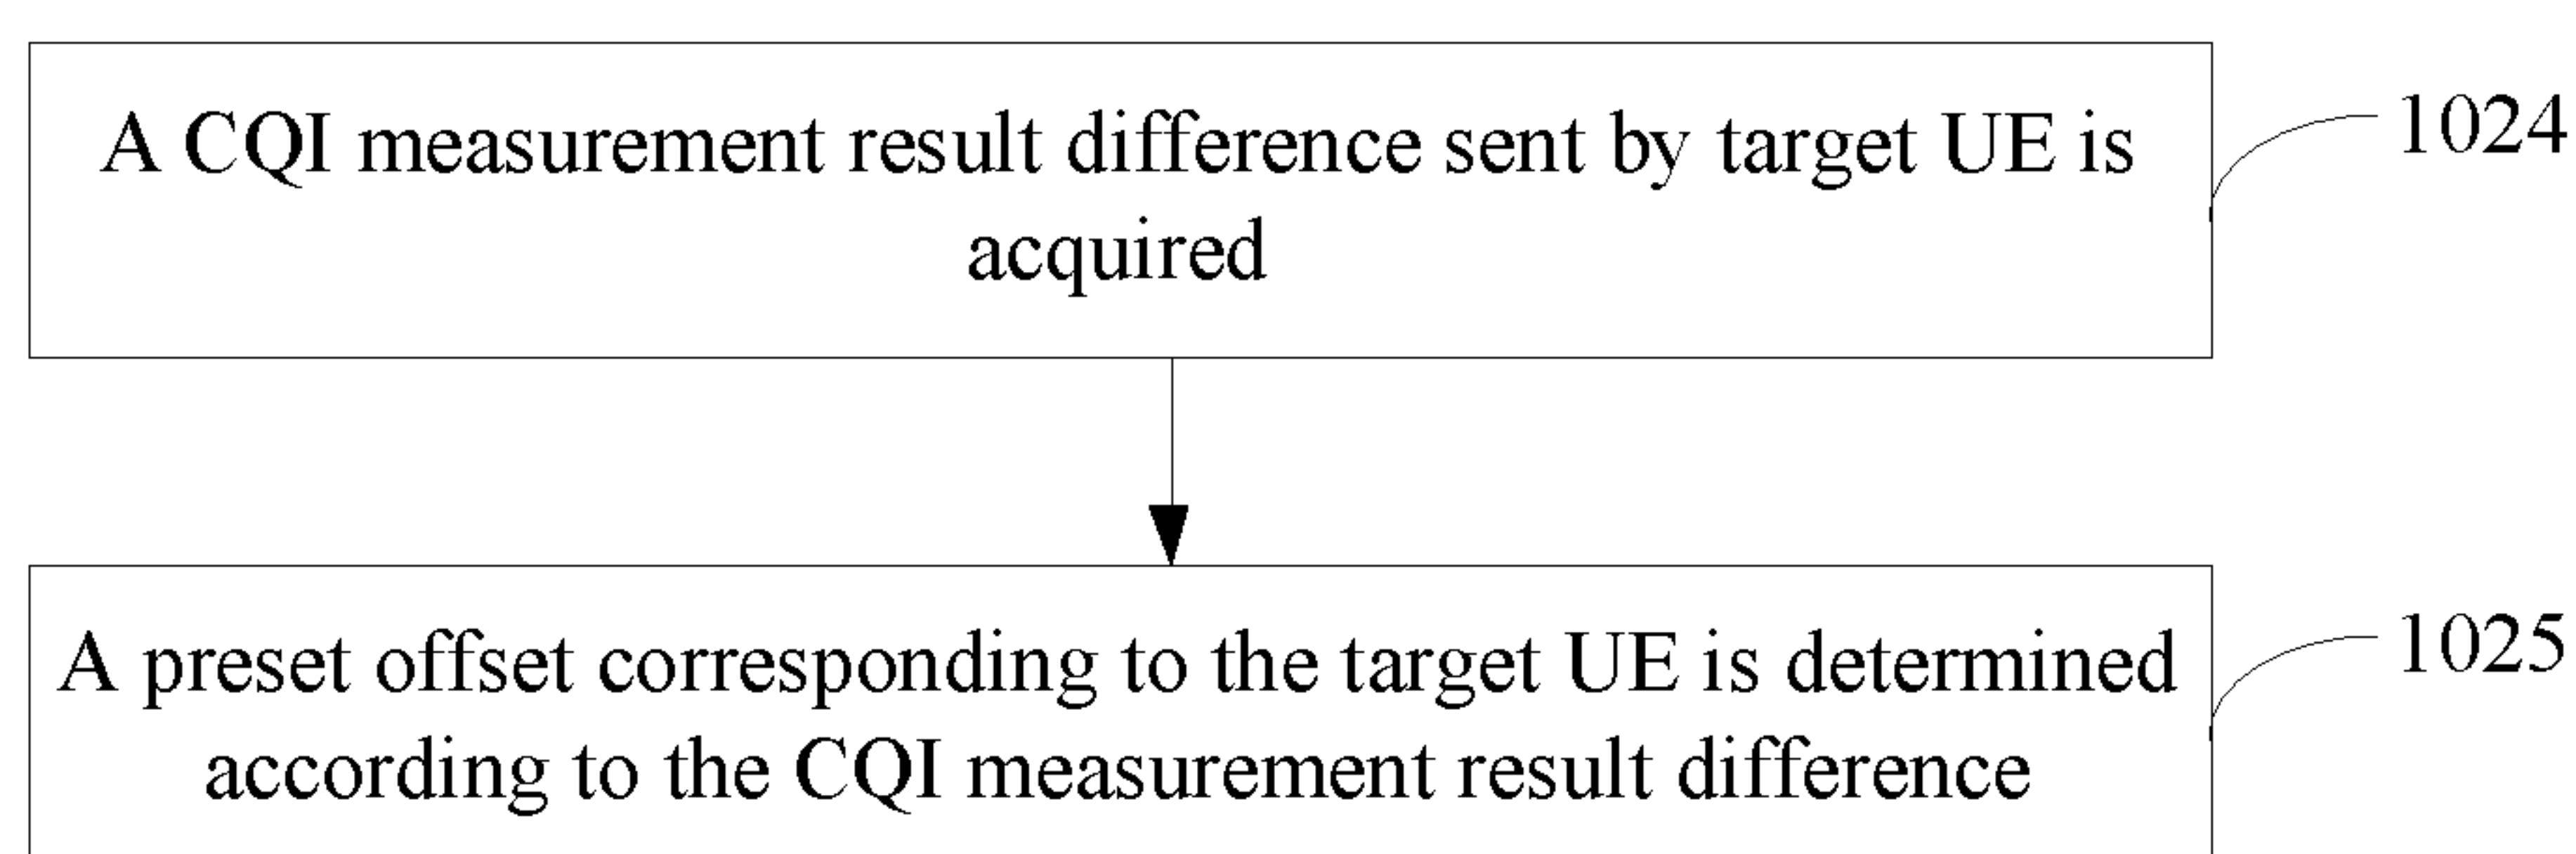 A CQI measurement result difference sent by target UE is
acquired
1024
A preset offset corresponding to the target UE is determined
according to the CQI measurement result difference
1025